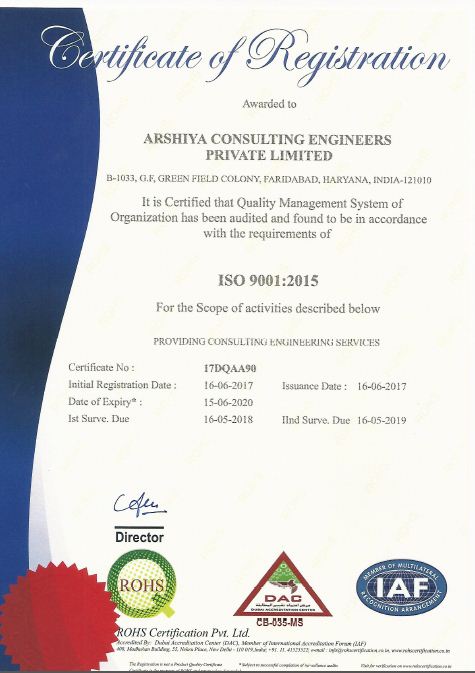 Certificate of Registration
Awarded to
ARSHIYA CONSULTING ENGINEERS
PRIVATE LIMITED
B-1033, G.F, GREEN FIELD COLONY, FARIDABAD, HARYANA, INDIA-121010
It is Certified that Quality Management System of
Organization has been audited and found to be in accordance
with the requirements of
ISO 9001:2015
For the Scope of activities described below
PROVIDING CONSULTING ENGINEERING SERVICES
Certificate No : 17DQAA90
Initial Registration Date : 16-06-2017 Issuance Date : 16-06-2017
Date of Expiry* : 15-06-2020
Ist Surve. Due 16-05-2018 IInd Surve. Due 16-05-2019
Director
ROHS
DAC
DUBAI ACCREDITATION CENTER
CB-035-MS
MEMBER OF MULTILATERAL
IAF
RECOGNITION ARRANGEMENT
ROHS Certification Pvt. Ltd.
Accredited By: Dubai Accreditation Center (DAC), Member of International Accreditation Forum (IAF)
408, Madhuban Building, 55, Nehru Place, New Delhi - 110 019, India; +91. 11. 41525522, e-mail : info@rohscertification.co.in, www.rohscertification.co.in
The Registration is not a Product Quality Certificate * Subject to successful completion of surveillance audits Visit for verification on www.rohscertification.co.in